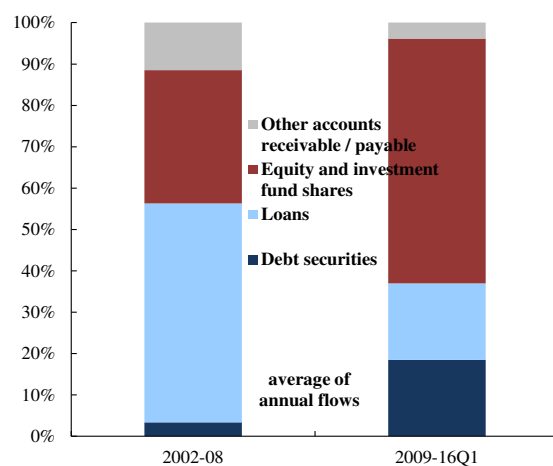 100%
90%
80%
70%
60%
50%
40%
30%
20%
10%
0%
Other accounts
receivable / payable
Equity and investment
fund shares
Loans
Debt securities
average of
annual flows
2002-08
2009-16Q1